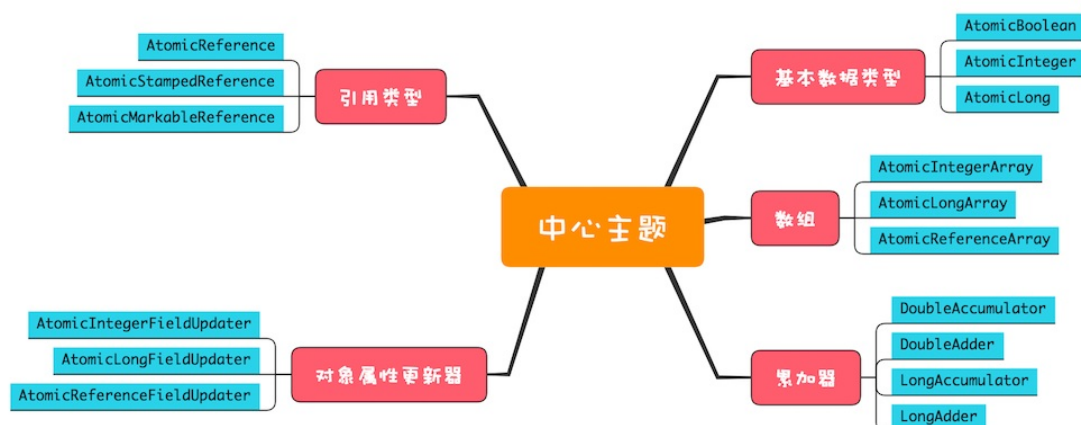 AtomicReference
AtomicStampedReference
AtomicMarkableReference
引用类型
AtomicBoolean
AtomicInteger
AtomicLong
基本数据类型
中心主题
AtomicIntegerArray
AtomicLongArray
AtomicReferenceArray
数组
AtomicIntegerFieldUpdater
AtomicLongFieldUpdater
AtomicReferenceFieldUpdater
对象属性更新器
DoubleAccumulator
DoubleAdder
LongAccumulator
LongAdder
累加器